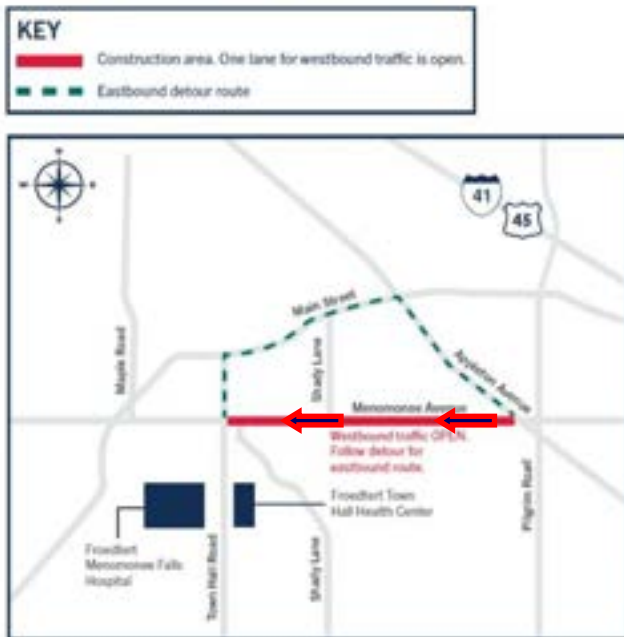 KEY
Construction area. One lane for westbound traffic is open.
Eastbound detour route
N
W
E
S
41
45
Main Street
Maple Road
Shady Lane
Appleton Avenue
Menomonee Avenue
Westbound traffic OPEN.
Follow detour for
eastbound route.
Pilgrim Road
Froedtert Town
Hall Health Center
Froedtert
Menomonee Falls
Hospital
Town Hall Road
Shady Lane